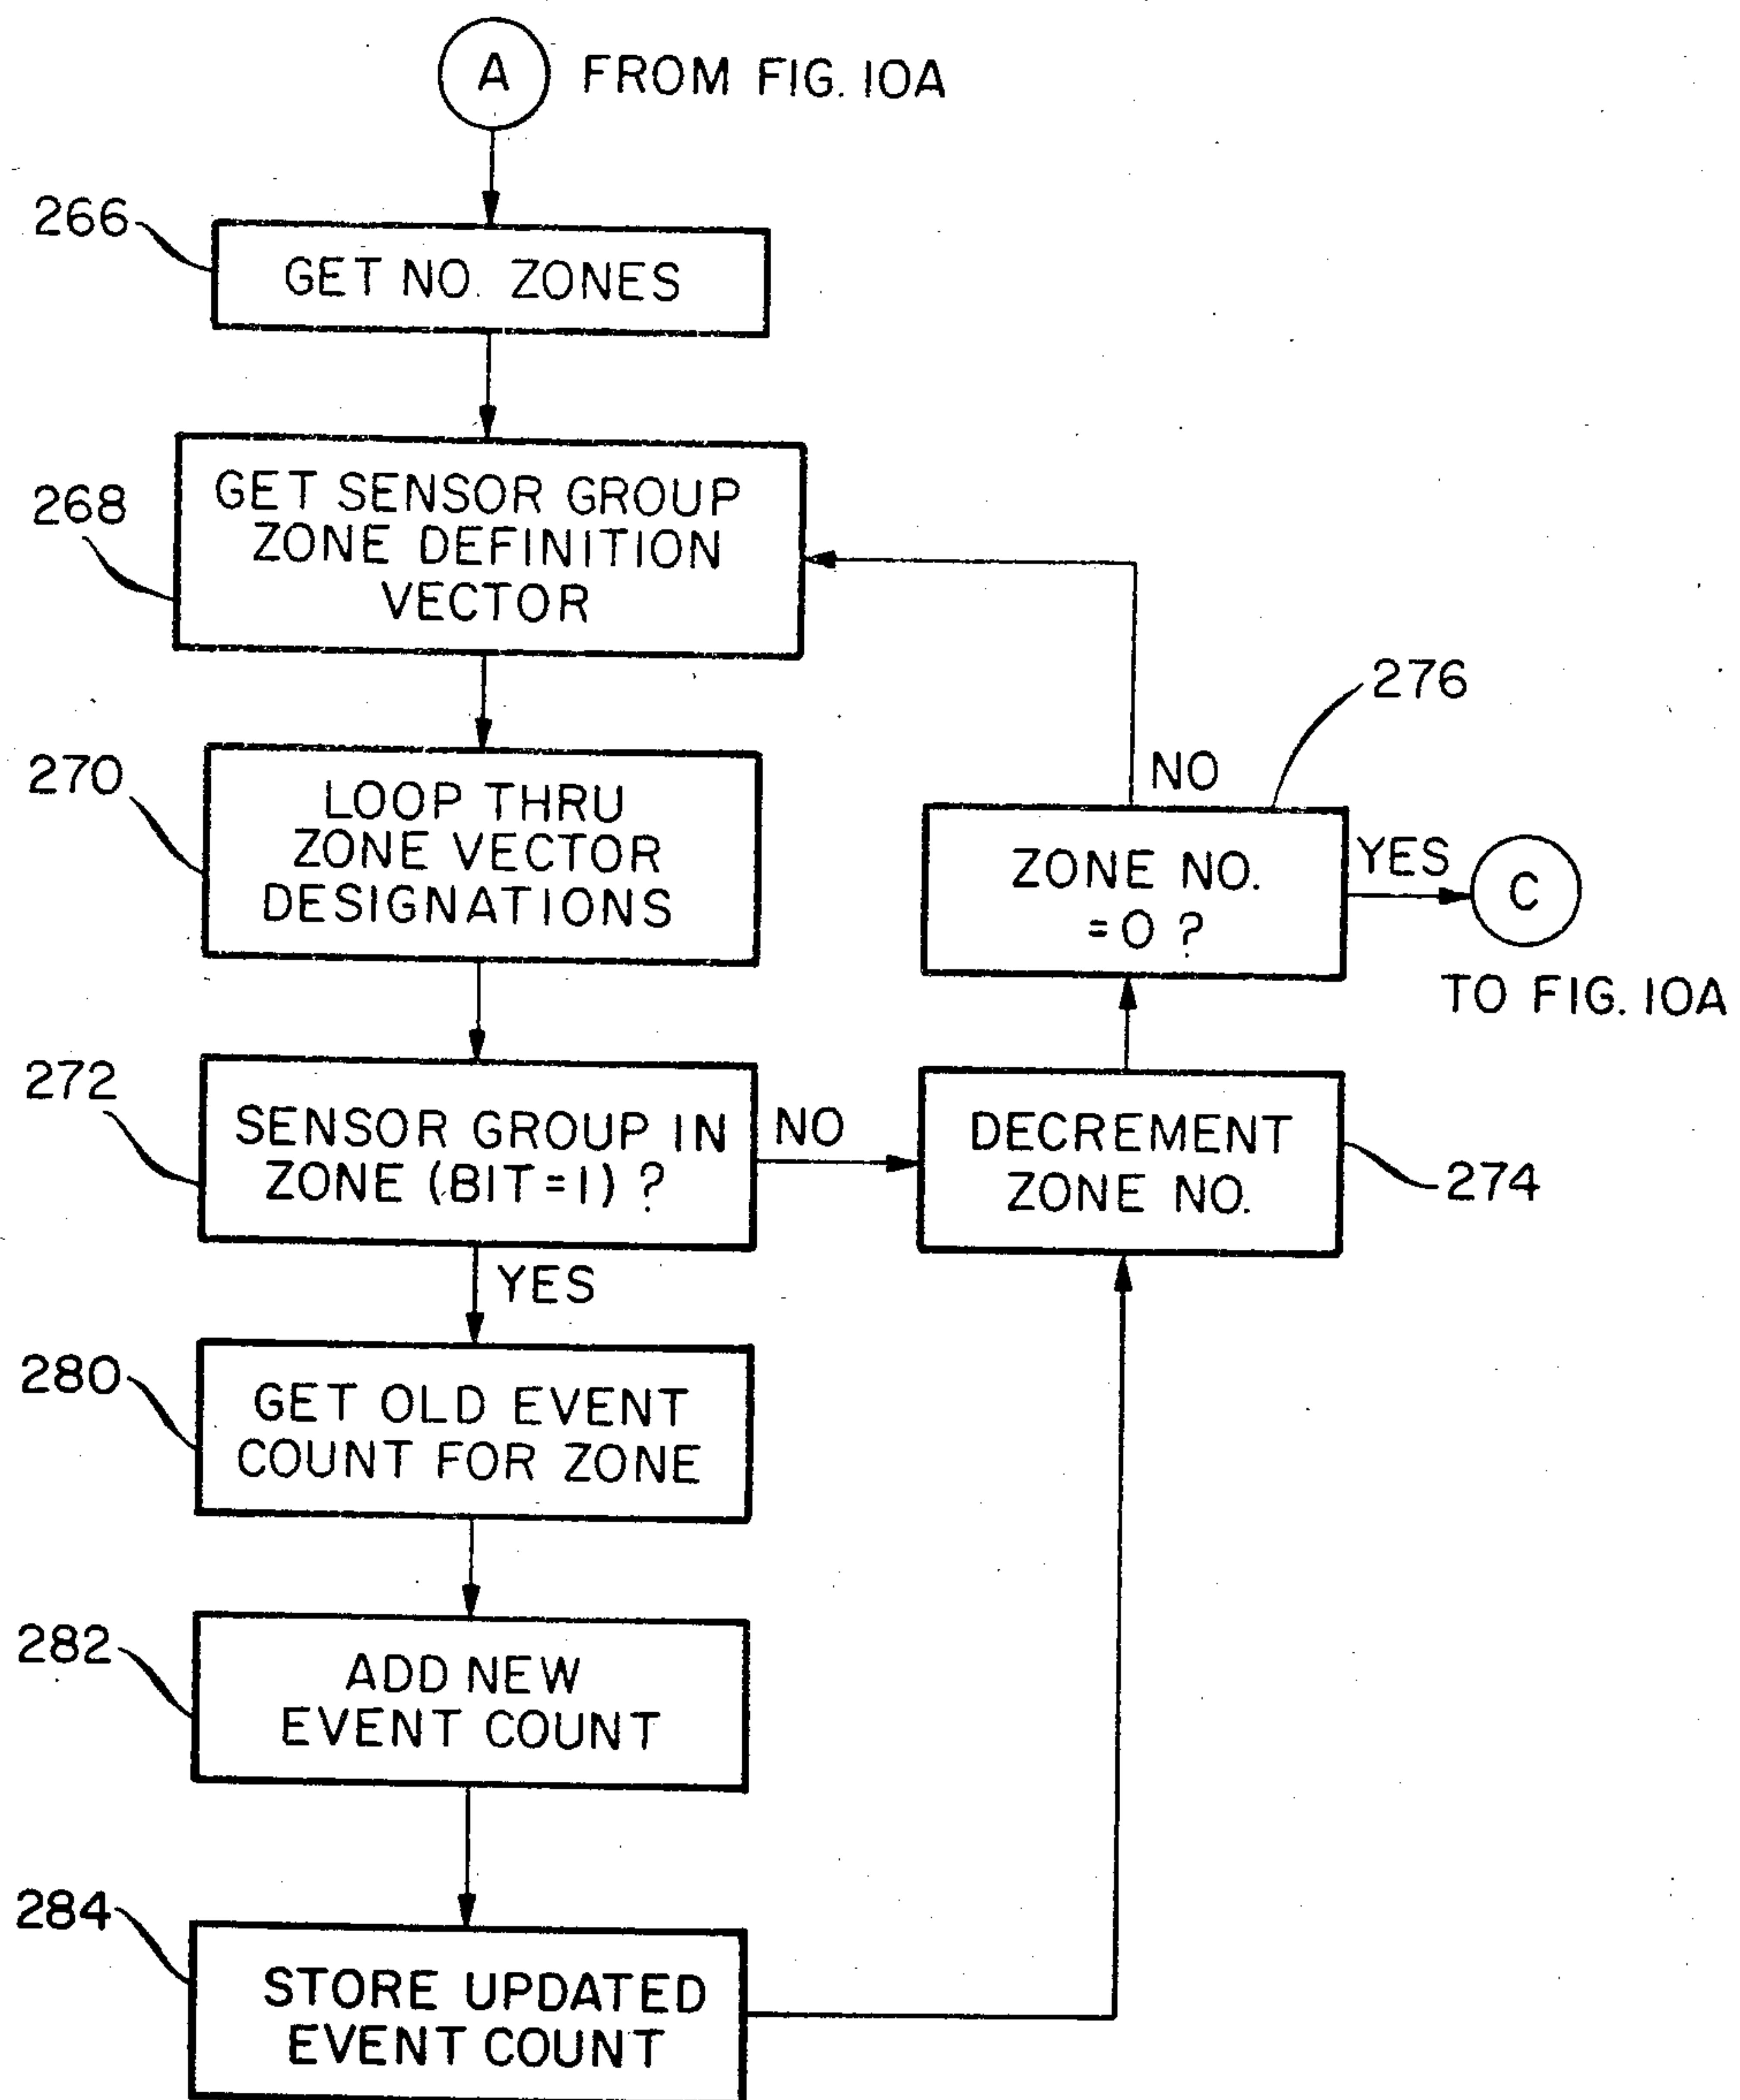 A FROM FIG. 10A
266
GET NO. ZONES
268
GET SENSOR GROUP
ZONE DEFINITION
VECTOR
276
270
LOOP THRU
ZONE VECTOR
DESIGNATIONS
NO
ZONE NO.
=0 ?
YES
C
TO FIG. 10A
272
SENSOR GROUP IN
ZONE (BIT=1) ?
NO
DECREMENT
ZONE NO.
274
YES
280
GET OLD EVENT
COUNT FOR ZONE
282
ADD NEW
EVENT COUNT
284
STORE UPDATED
EVENT COUNT